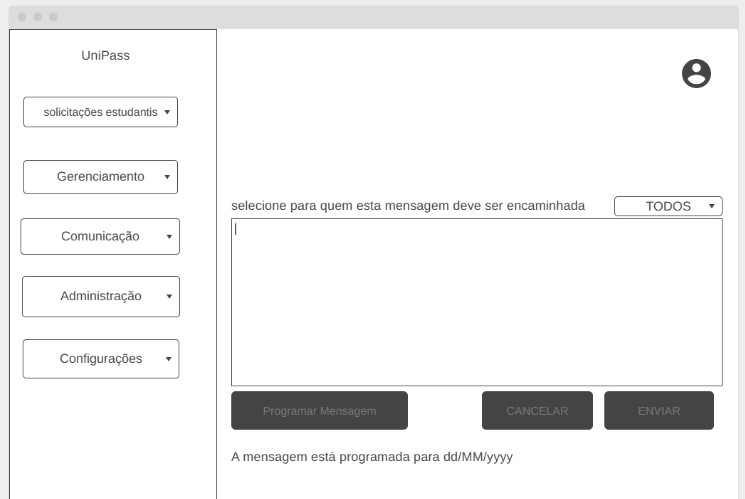 UniPass
solicitações estudantis
Gerenciamento
Comunicação
Administração
Configurações
selecione para quem esta mensagem deve ser encaminhada
TODOS
Programar Mensagem
CANCELAR
ENVIAR
A mensagem está programada para dd/MM/yyyy